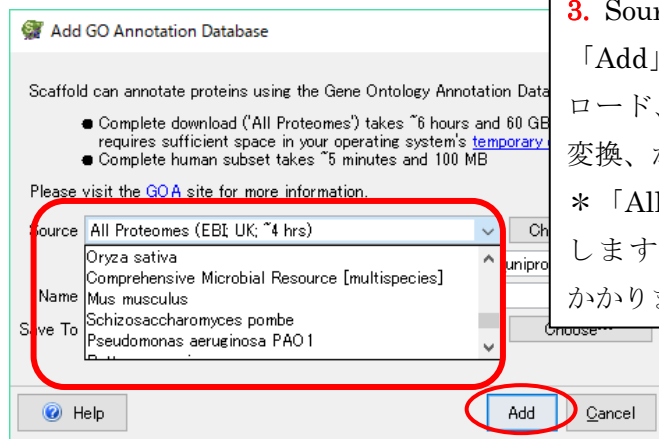 Add GO Annotation Database
Scaffold can annotate proteins using the Gene Ontology Annotation Data
● Complete download ('All Proteomes') takes ~6 hours and 60 GB
requires sufficient space in your operating system's temporary
● Complete human subset takes ~5 minutes and 100 MB
Please visit the GOA site for more information.
Source All Proteomes (EBI; UK; ~4 hrs) Ch
Oryza sativa unipro
Comprehensive Microbial Resource [multispecies]
Name Mus musculus
Save To Schizosaccharomyces pombe
Pseudomonas aeruginosa PAO1
Help Add Cancel
3. Sour
「Add」
ロード、
変換、
＊「All
します
かかりま